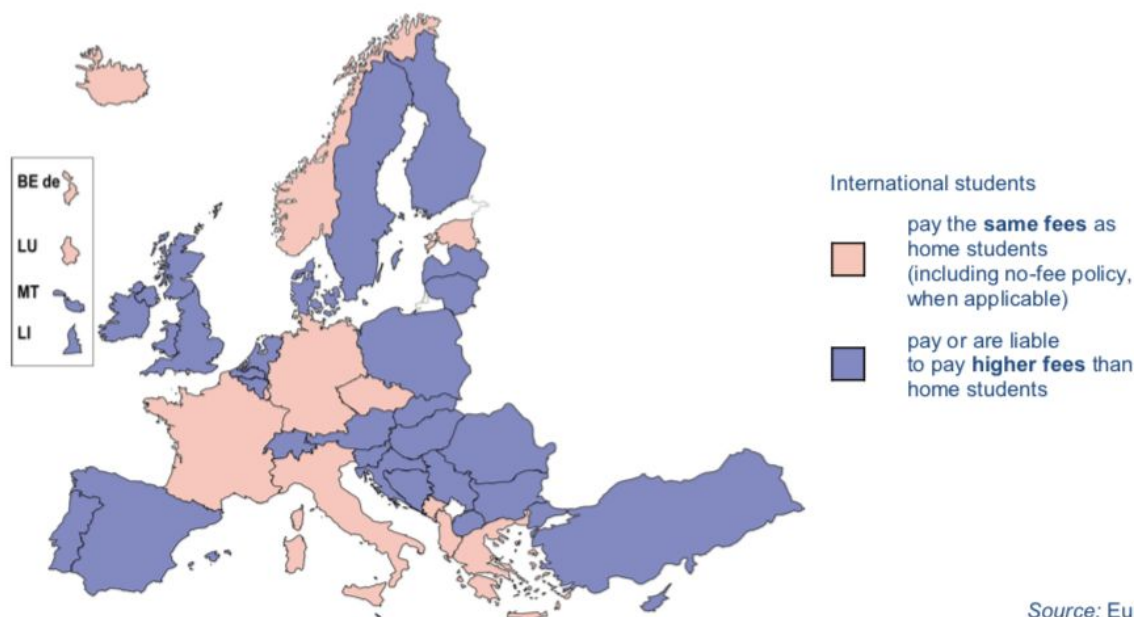 BE de
LU
MT
LI
International students
pay the same fees as
home students
(including no-fee policy,
when applicable)
pay or are liable
to pay higher fees than
home students
Source: Eu